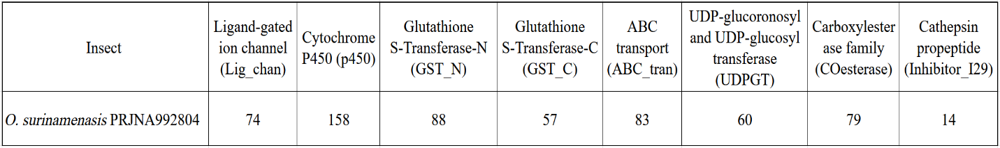 Insect
Ligand-gated
ion channel
(Lig_chan)
Cytochrome
P450 (p450)
Glutathione
S-Transferase-N
(GST_N)
Glutathione
S-Transferase-C
(GST_C)
ABC
transport
(ABC_tran)
UDP-glucoronosyl
and UDP-glucosyl
transferase
(UDPGT)
Carboxylester
ase family
(COesterase)
Cathepsin
propeptide
(Inhibitor_I29)
O. surinamenasis PRJNA992804
74
158
88
57
83
60
79
14